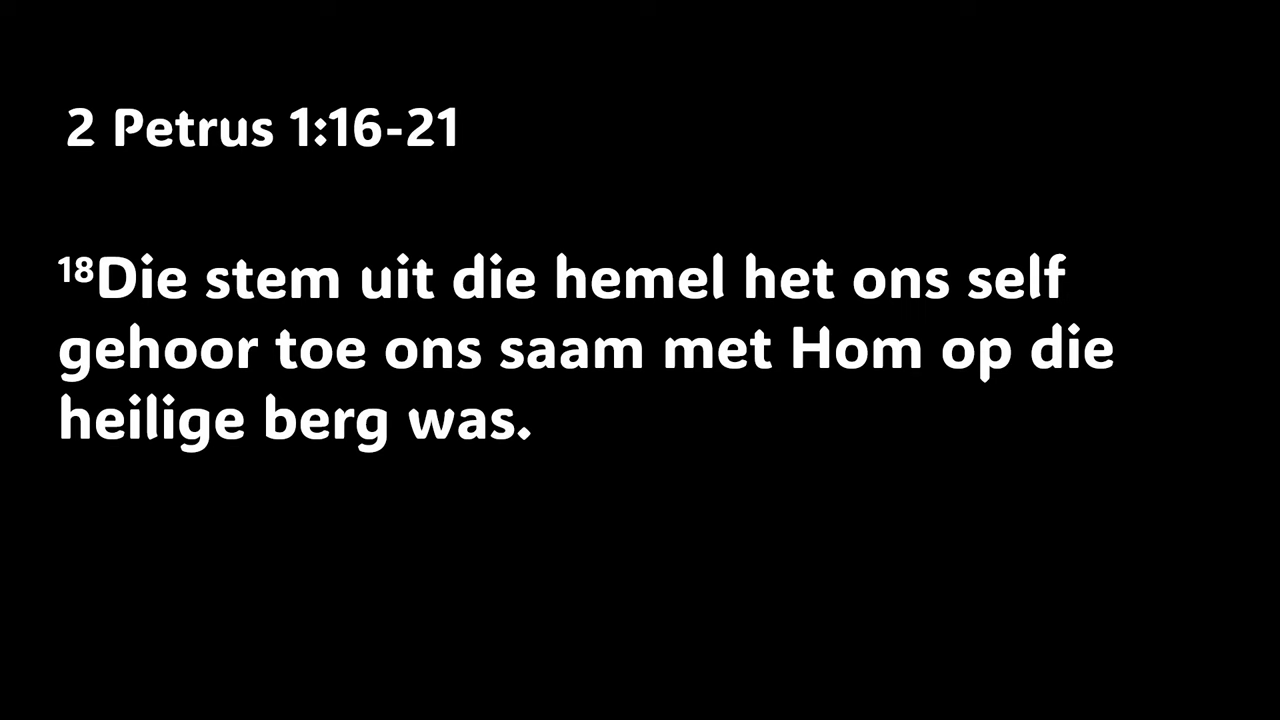 2 Petrus 1:16-21
¹⁸Die stem uit die hemel het ons self
gehoor toe ons saam met Hom op die
heilige berg was.